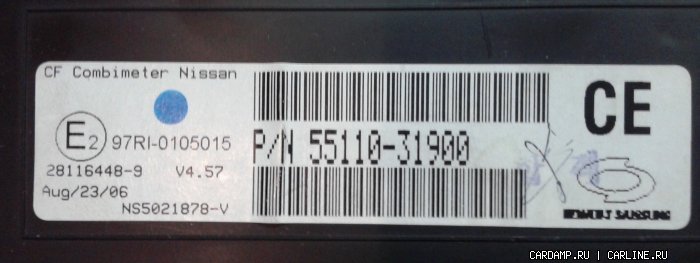 CF Combimeter Nissan
E2 97RI-0105015
28116448-9 V4.57
Aug/23/06
NS5021878-V
P/N 55110-31900
CE
RENAULT SAMSUNG
CARDAMP.RU | CARLINE.RU